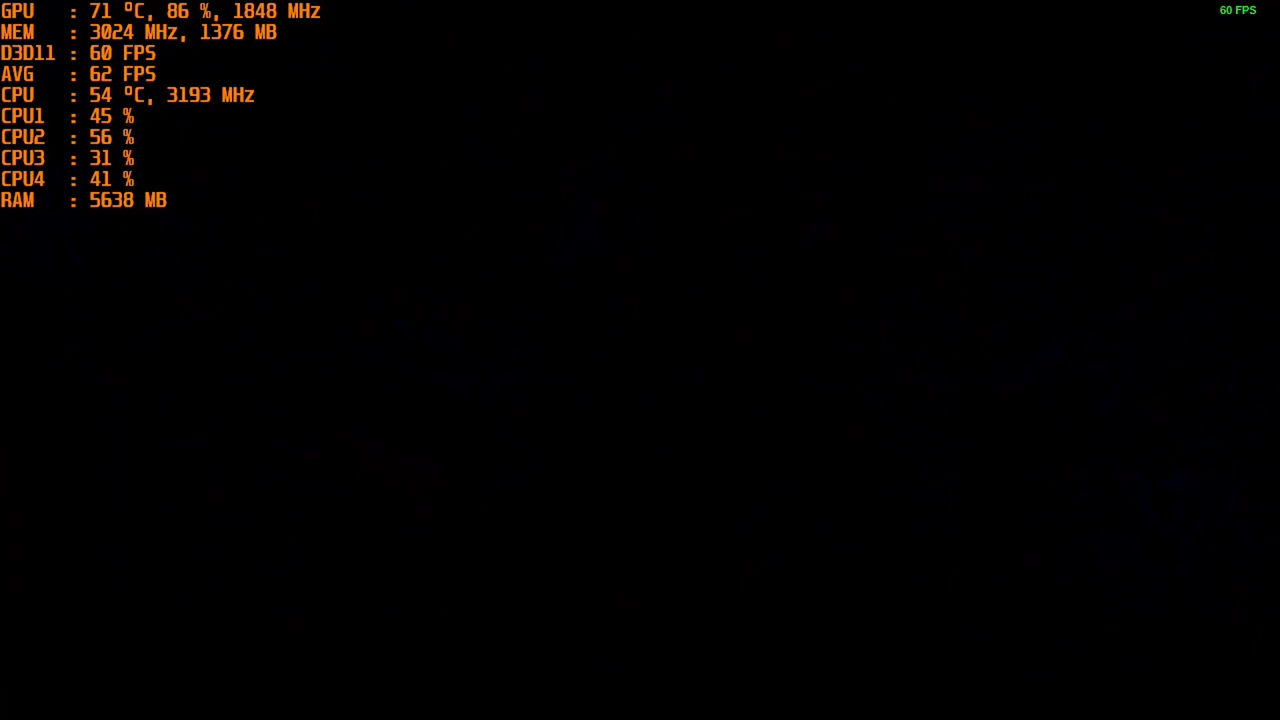 GPU : 71 °C, 86 %, 1848 MHz
60 FPS
MEM : 3024 MHz, 1376 MB
D3D11 : 60 FPS
AVG : 62 FPS
CPU : 54 °C, 3193 MHz
CPU1 : 45 %
CPU2 : 56 %
CPU3 : 31 %
CPU4 : 41 %
RAM : 5638 MB